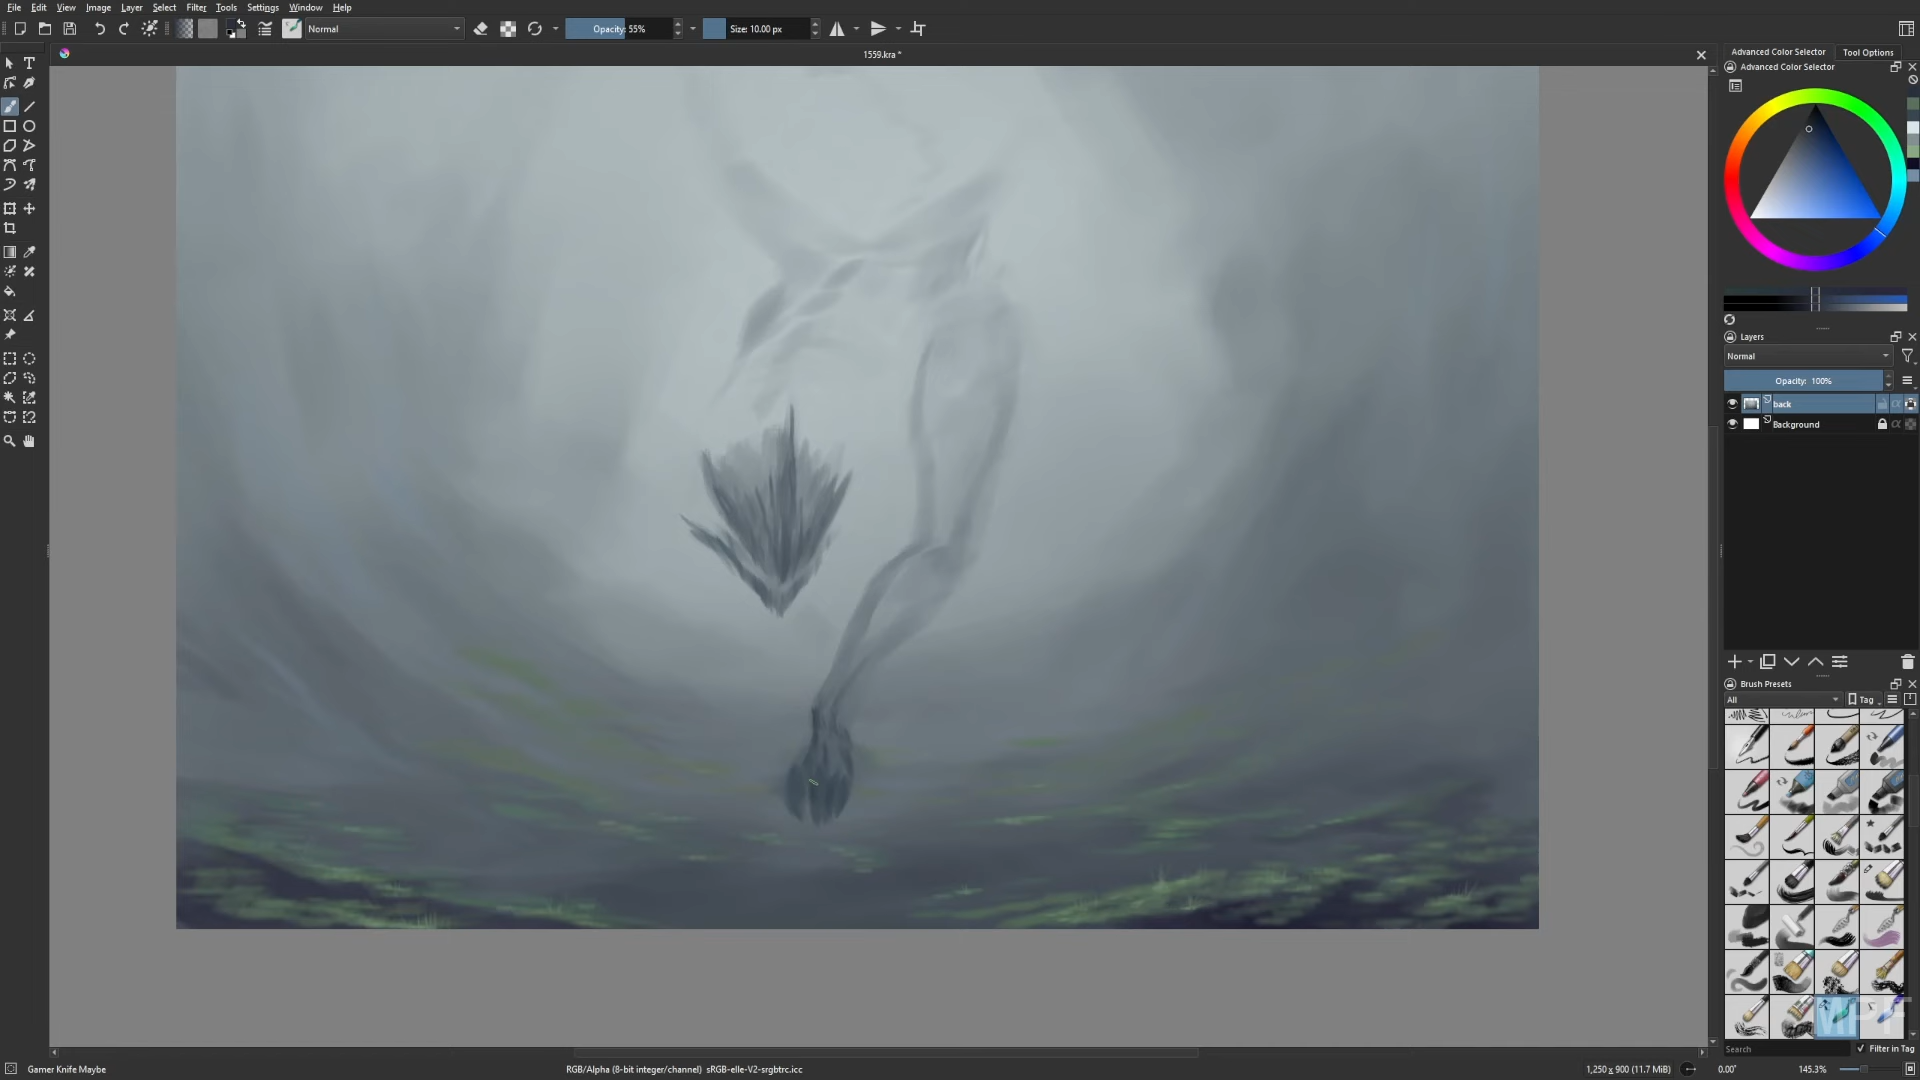 File Edit View Image Layer Select Filter Tools Settings Window Help
Normal Opacity: 55% Size: 10.00 px
1559.kra *
Advanced Color Selector Tool Options
Advanced Color Selector
Layers
Normal
Opacity: 100%
back
Background
Brush Presets
All Tag
MPF
Search Filter in Tag
Gamer Knife Maybe RGB/Alpha (8-bit integer/channel) sRGB-elle-V2-srgbtrc.icc 1,250 x 900 (11.7 MiB) 0.00° 145.3%